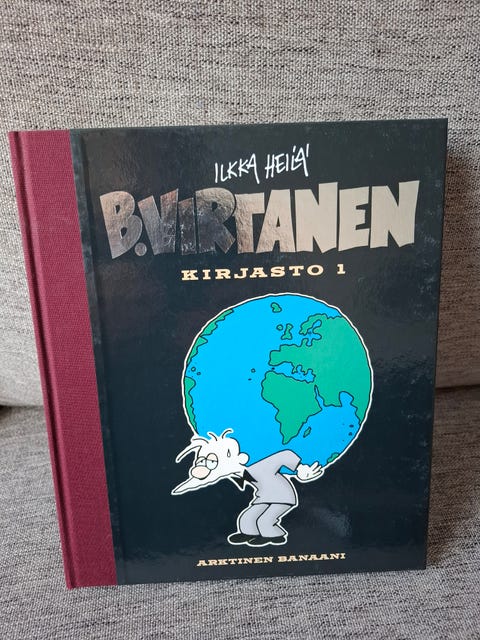 ILKKA HEILÄ
B.VIRTANEN
KIRJASTO 1
ARKTINEN BANAANI